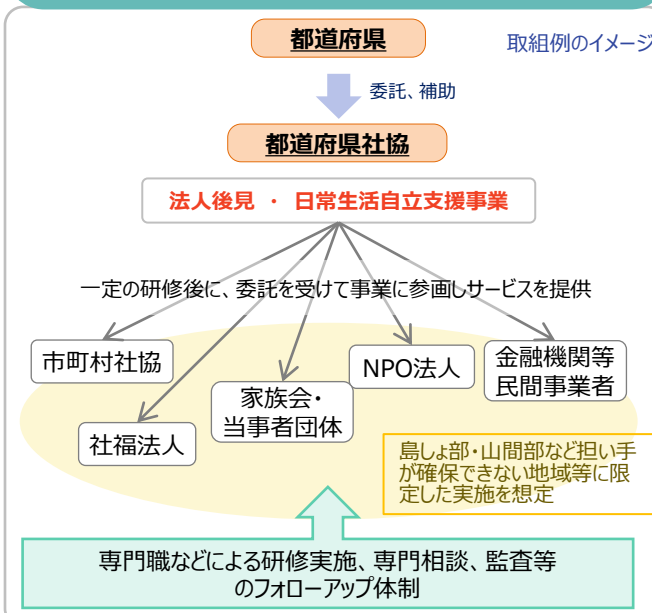 都道府県
取組例のイメージ
委託、補助
都道府県社協
法人後見 ・ 日常生活自立支援事業
一定の研修後に、委託を受けて事業に参画しサービスを提供
市町村社協
社福法人
家族会・
当事者団体
NPO法人
金融機関等
民間事業者
島しょ部・山間部など担い手
が確保できない地域等に限
定した実施を想定
専門職などによる研修実施、専門相談、監査等
のフォローアップ体制